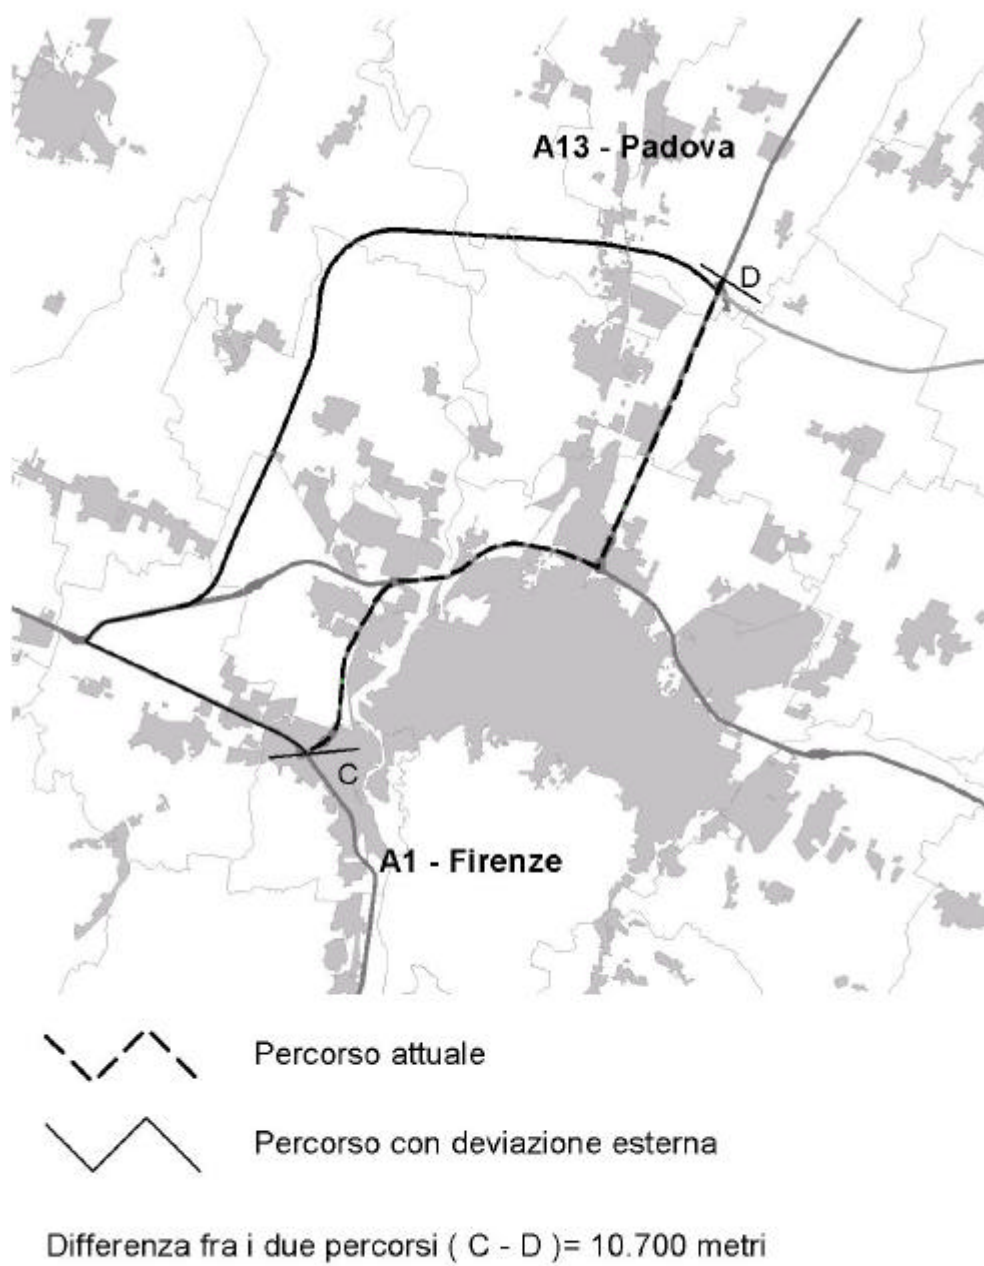 A13 - Padova
D
C
A1 - Firenze
Percorso attuale
Percorso con deviazione esterna
Differenza fra i due percorsi ( C - D )= 10.700 metri